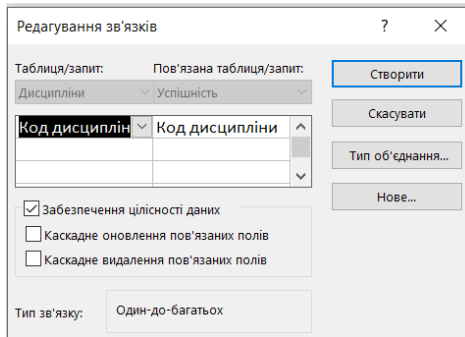 Редагування зв'язків ? ✕
Таблиця/запит: Пов'язана таблиця/запит:
Дисципліни Успішність
Код дисциплін Код дисципліни
Забезпечення цілісності даних
Каскадне оновлення пов'язаних полів
Каскадне видалення пов'язаних полів
Тип зв'язку: Один-до-багатьох
Створити
Скасувати
Тип об'єднання...
Нове...